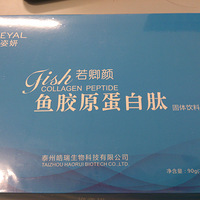 EYAL
姿妍
Fish 若卿颜
COLLAGEN PEPTIDE
鱼胶原蛋白肽
固体饮料
泰州皓瑞生物科技有限公司
TAIZHOU HAORUI BIOTECH CO.,LTD
净含量：90g